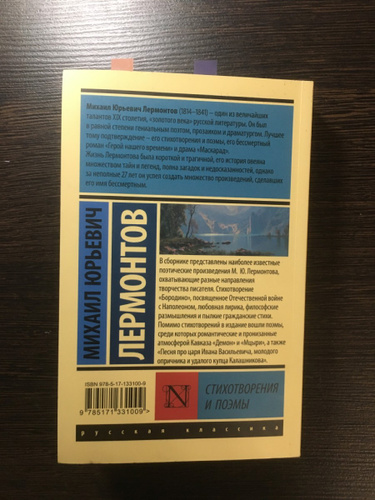 Михаил Юрьевич Лермонтов (1814–1841) – один из величайших
талантов XIX столетия, «золотого века» русской литературы. Он был
в равной степени гениальным поэтом, прозаиком и драматургом. Лучшее
тому подтверждение – его стихотворения и поэмы, его бессмертный
роман «Герой нашего времени» и драма «Маскарад».
Жизнь Лермонтова была короткой и трагичной, его история овеяна
множеством тайн и легенд, полна загадок и недосказанностей, однако
за неполные 27 лет он успел создать множество произведений, сделавших
его имя бессмертным.
МИХАИЛ ЮРЬЕВИЧ
ЛЕРМОНТОВ
В сборнике представлены наиболее известные
поэтические произведения М. Ю. Лермонтова,
охватывающие разные направления
творчества писателя. Стихотворение
«Бородино», посвященное Отечественной войне
с Наполеоном, любовная лирика, философские
размышления и пылкие гражданские стихи.
Помимо стихотворений в издание вошли поэмы,
среди которых романтические и пронизанные
атмосферой Кавказа «Демон» и «Мцыри», а также
«Песня про царя Ивана Васильевича, молодого
опричника и удалого купца Калашникова».
ISBN 978-5-17-133100-9
9 785171 331009 >
N
СТИХОТВОРЕНИЯ
И ПОЭМЫ
русская классика